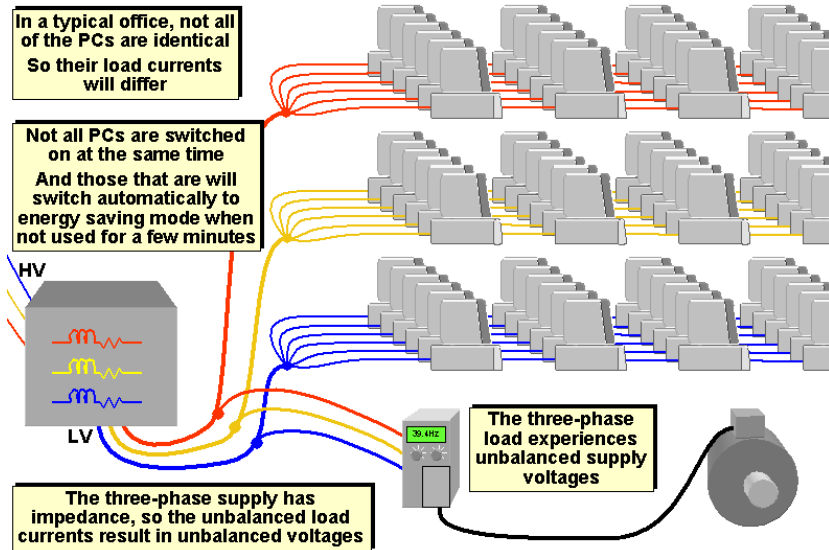 In a typical office, not all
of the PCs are identical
So their load currents
will differ
Not all PCs are switched
on at the same time
And those that are will
switch automatically to
energy saving mode when
not used for a few minutes
HV
LV
39.4Hz
The three-phase
load experiences
unbalanced supply
voltages
The three-phase supply has
impedance, so the unbalanced load
currents result in unbalanced voltages